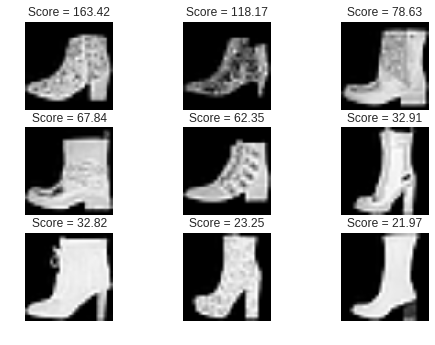 Score = 163.42
Score = 118.17
Score = 78.63
Score = 67.84
Score = 62.35
Score = 32.91
Score = 32.82
Score = 23.25
Score = 21.97